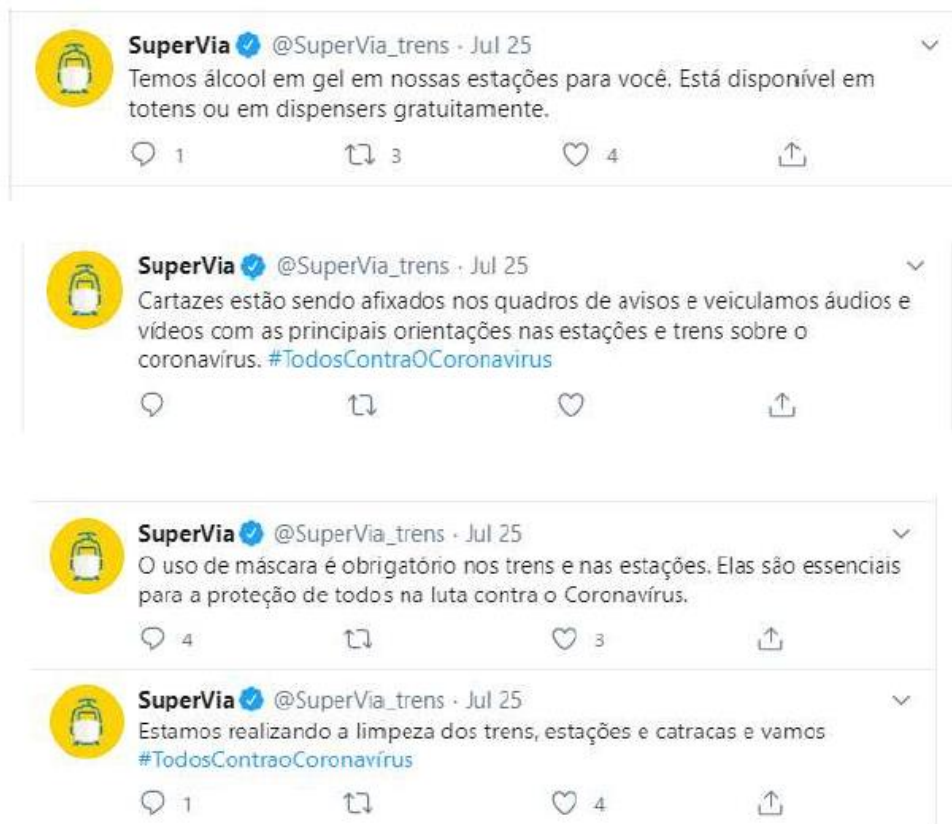 SuperVia @SuperVia_trens · Jul 25
Temos álcool em gel em nossas estações para você. Está disponível em
totens ou em dispensers gratuitamente.
1 3 4
SuperVia @SuperVia_trens · Jul 25
Cartazes estão sendo afixados nos quadros de avisos e veiculamos áudios e
vídeos com as principais orientações nas estações e trens sobre o
coronavírus. #TodosContraOCoronavirus
SuperVia @SuperVia_trens · Jul 25
O uso de máscara é obrigatório nos trens e nas estações. Elas são essenciais
para a proteção de todos na luta contra o Coronavírus.
4 3
SuperVia @SuperVia_trens · Jul 25
Estamos realizando a limpeza dos trens, estações e catracas e vamos
#TodosContraoCoronavírus
1 4